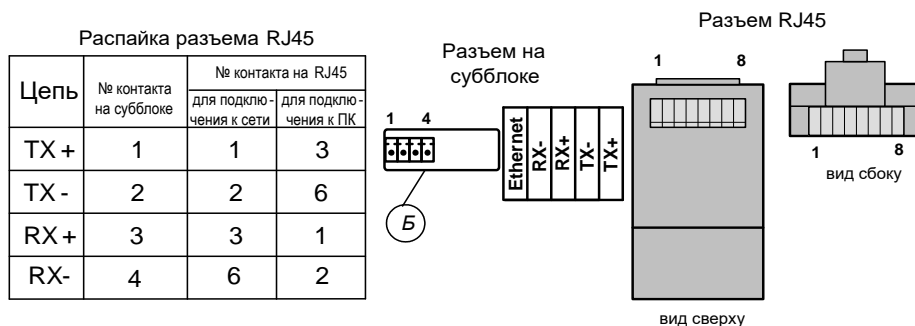 Распайка разъема RJ45
Цепь
№ контакта
на субблоке
№ контакта на RJ45
для подклю-
чения к сети
для подклю-
чения к ПК
TX + 1 1 3
TX - 2 2 6
RX + 3 3 1
RX- 4 6 2
Разъем на
субблоке
1 4
Б
Ethernet
RX-
RX+
TX-
TX+
Разъем RJ45
1 8
вид сверху
1 8
вид сбоку